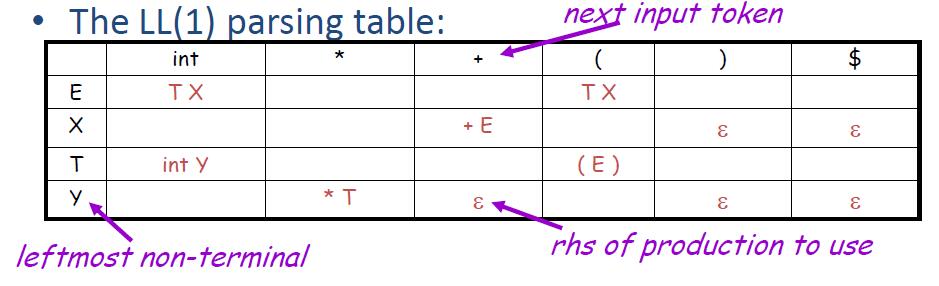 next input token
• The LL(1) parsing table:
int * + ( ) $
E T X T X
X + E ε ε
T int Y ( E )
Y * T ε ε ε
leftmost non-terminal
rhs of production to use